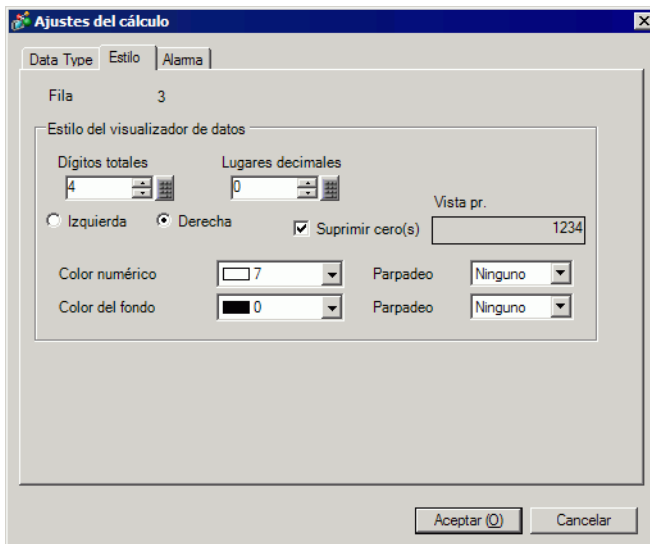 Ajustes del cálculo
Data Type Estilo Alarma
Fila 3
Estilo del visualizador de datos
Dígitos totales Lugares decimales
4 0
Vista pr.
Izquierda Derecha Suprimir cero(s) 1234
Color numérico 7 Parpadeo Ninguno
Color del fondo 0 Parpadeo Ninguno
Aceptar (O) Cancelar